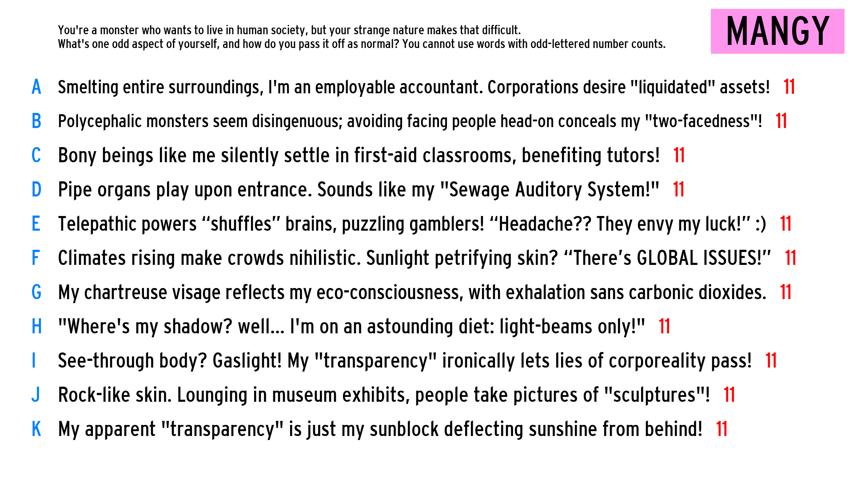 You're a monster who wants to live in human society, but your strange nature makes that difficult.
What's one odd aspect of yourself, and how do you pass it off as normal? You cannot use words with odd-lettered number counts.
MANGY
A Smelting entire surroundings, I'm an employable accountant. Corporations desire "liquidated" assets! 11
B Polycephalic monsters seem disingenuous; avoiding facing people head-on conceals my "two-facedness"! 11
C Bony beings like me silently settle in first-aid classrooms, benefiting tutors! 11
D Pipe organs play upon entrance. Sounds like my "Sewage Auditory System!" 11
E Telepathic powers “shuffles” brains, puzzling gamblers! “Headache?? They envy my luck!” :) 11
F Climates rising make crowds nihilistic. Sunlight petrifying skin? “There’s GLOBAL ISSUES!” 11
G My chartreuse visage reflects my eco-consciousness, with exhalation sans carbonic dioxides. 11
H "Where's my shadow? well... I'm on an astounding diet: light-beams only!" 11
I See-through body? Gaslight! My "transparency" ironically lets lies of corporeality pass! 11
J Rock-like skin. Lounging in museum exhibits, people take pictures of "sculptures"! 11
K My apparent "transparency" is just my sunblock deflecting sunshine from behind! 11